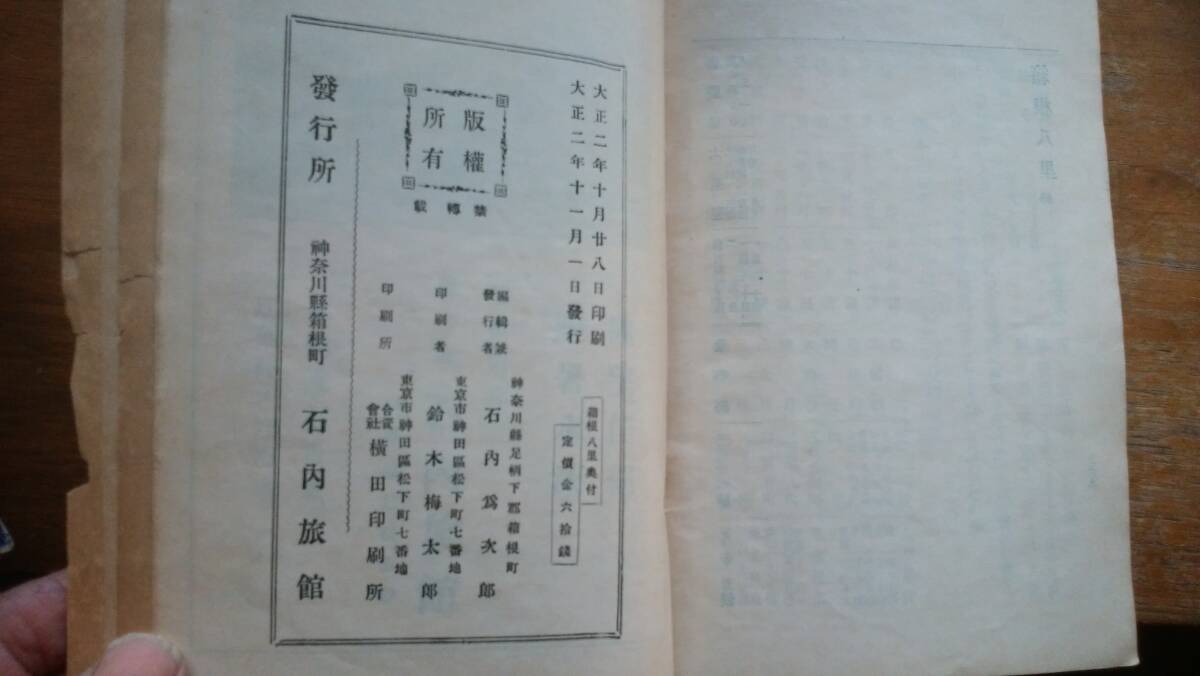 大正二年十月廿八日印刷
大正二年十一月一日發行
箱根八里奥付
定價金六拾錢
版權
所有
禁轉載
編輯兼
發行者
神奈川縣足柄下郡箱根町
石內爲次郎
印刷者
東京市神田區松下町七番地
鈴木梅太郎
印刷所
東京市神田區松下町七番地
合資
會社
橫田印刷所
發行所
神奈川縣箱根町
石內旅館